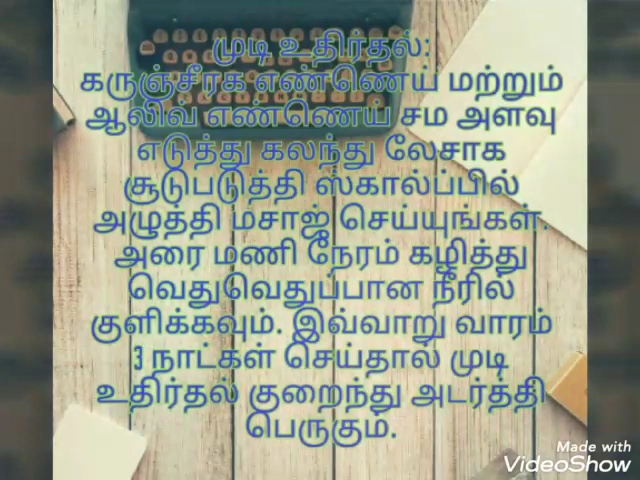 முடி உதிர்தல்:
கருஞ்சீரக எண்ணெய் மற்றும்
ஆலிவ் எண்ணெய் சம அளவு
எடுத்து கலந்து லேசாக
சூடுபடுத்தி ஸ்கால்ப்பில்
அழுத்தி மசாஜ் செய்யுங்கள்.
அரை மணி நேரம் கழித்து
வெதுவெதுப்பான நீரில்
குளிக்கவும். இவ்வாறு வாரம்
3 நாட்கள் செய்தால் முடி
உதிர்தல் குறைந்து அடர்த்தி
பெருகும்.
Made with
VideoShow